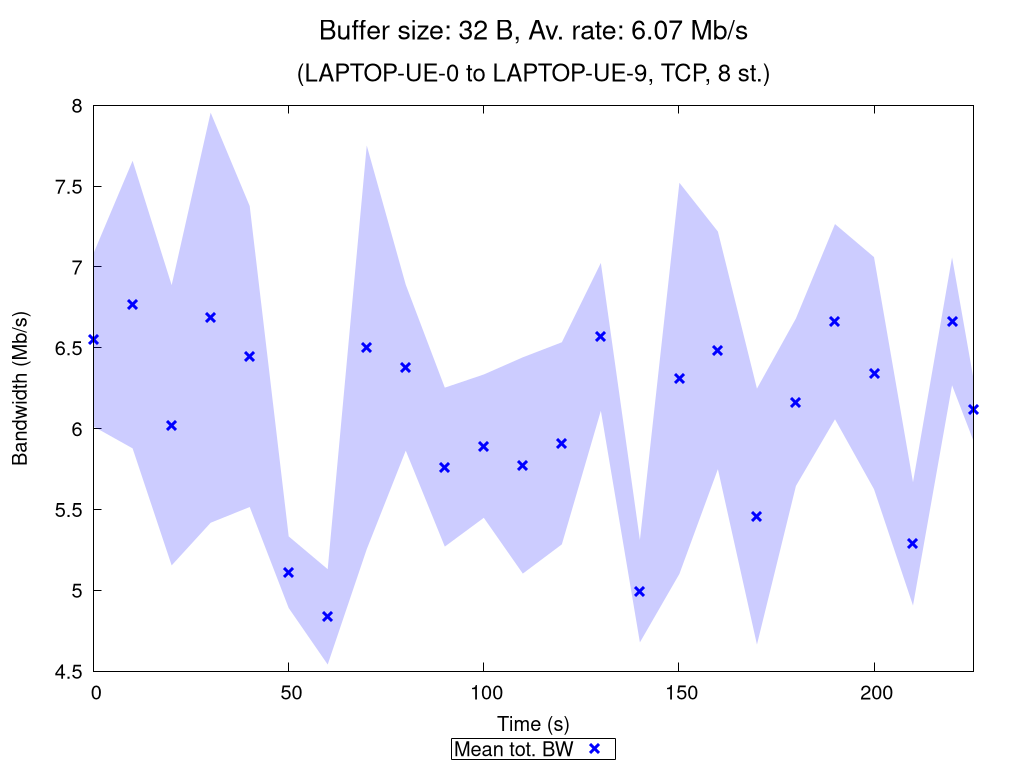 Buffer size: 32 B, Av. rate: 6.07 Mb/s
(LAPTOP-UE-0 to LAPTOP-UE-9, TCP, 8 st.)
8
7.5
7
6.5
6
5.5
5
4.5
Bandwidth (Mb/s)
0 50 100 150 200
Time (s)
Mean tot. BW